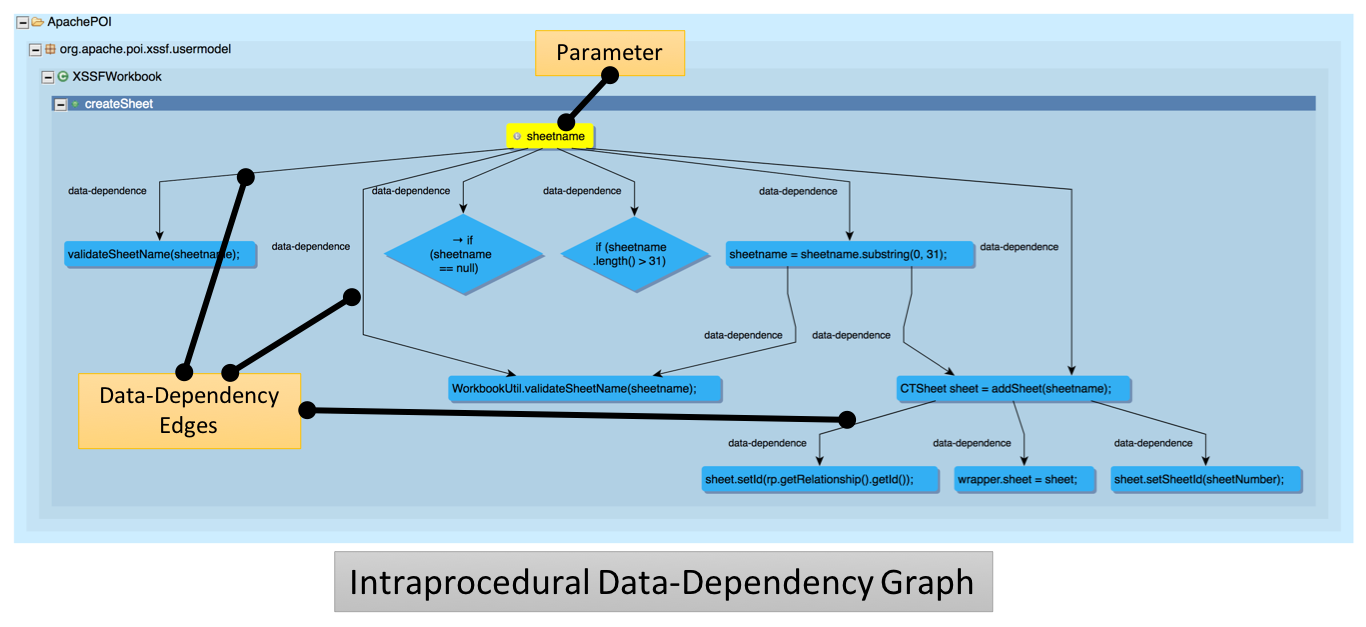 ApachePOI
org.apache.poi.xssf.usermodel
Parameter
XSSFWorkbook
createSheet
sheetname
data-dependence
data-dependence
data-dependence
data-dependence
data-dependence
data-dependence
validateSheetName(sheetname);
→ if
(sheetname
== null)
if (sheetname
.length() > 31)
sheetname = sheetname.substring(0, 31);
data-dependence
data-dependence
WorkbookUtil.validateSheetName(sheetname);
CTSheet sheet = addSheet(sheetname);
Data-Dependency
Edges
data-dependence
data-dependence
data-dependence
sheet.setId(rp.getRelationship().getId());
wrapper.sheet = sheet;
sheet.setSheetId(sheetNumber);
Intraprocedural Data-Dependency Graph